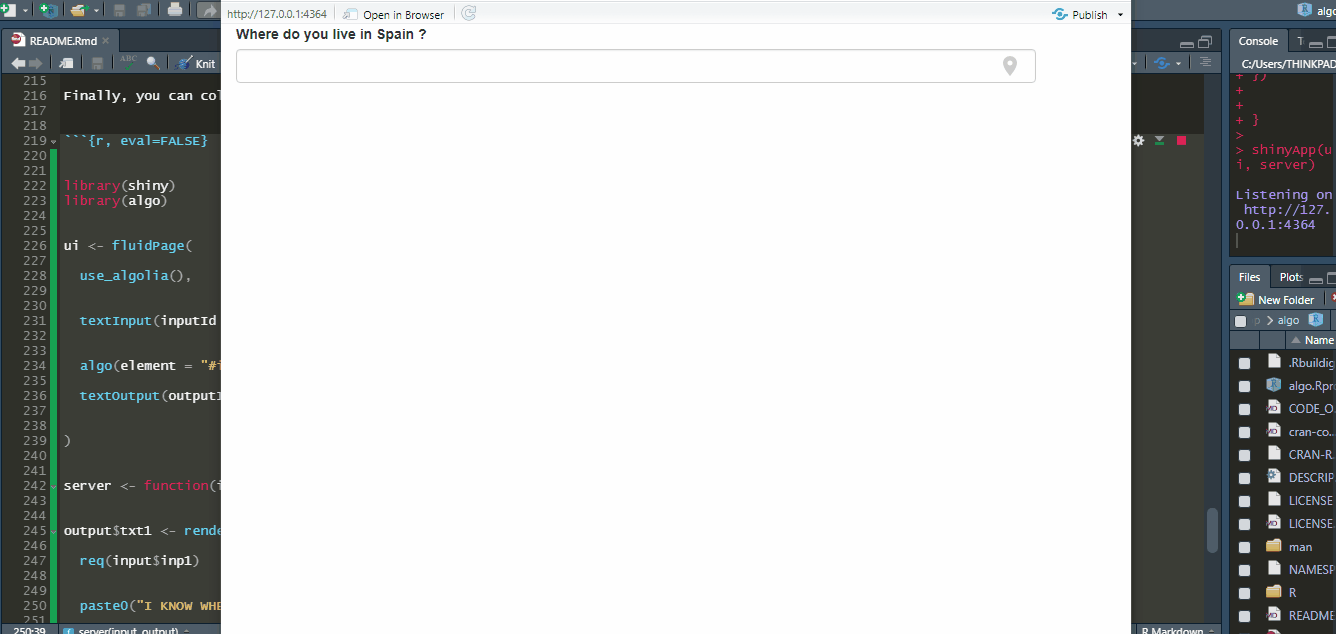 http://127.0.0.1:4364
Open in Browser
Publish
Where do you live in Spain ?
README.Rmd
ABC
Knit
215
216 Finally, you can col
217
218
219 ```{r, eval=FALSE}
220
221
222 library(shiny)
223 library(algo)
224
225
226 ui <- fluidPage(
227
228 use_algolia(),
229
230
231 textInput(inputId
232
233
234 algo(element = "#i
235
236 textOutput(outputI
237
238
239 )
240
241
242 server <- function(i
243
244
245 output$txt1 <- rende
246
247 req(input$inp1)
248
249
250 paste0("I KNOW WHE
251
250:39
server(input, output)
R Markdown
algo
Console
T
C:/Users/THINKPAD
+ })
+
+
+ }
>
> shinyApp(u
i, server)
Listening on
http://127.
0.0.1:4364
Files
Plots
New Folder
algo
Name
.Rbuildig
algo.Rpro
CODE_O...
cran-co...
CRAN-R...
DESCRIP
LICENSE
LICENSE.
man
NAMESP
R
README